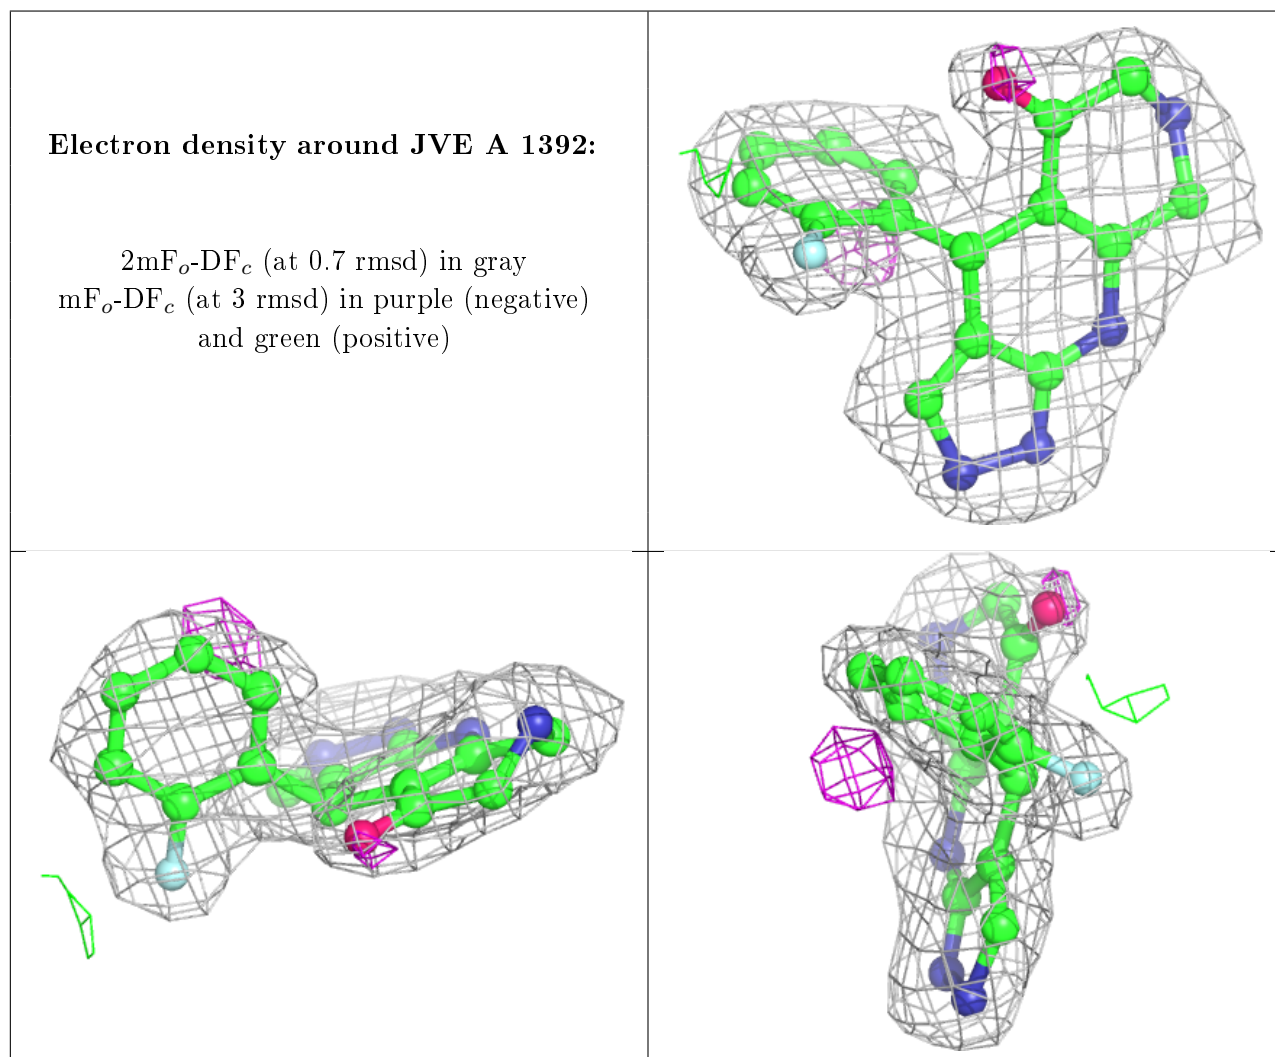 Electron density around JVE A 1392:
2mFo-DFc (at 0.7 rmsd) in gray
mFo-DFc (at 3 rmsd) in purple (negative)
and green (positive)